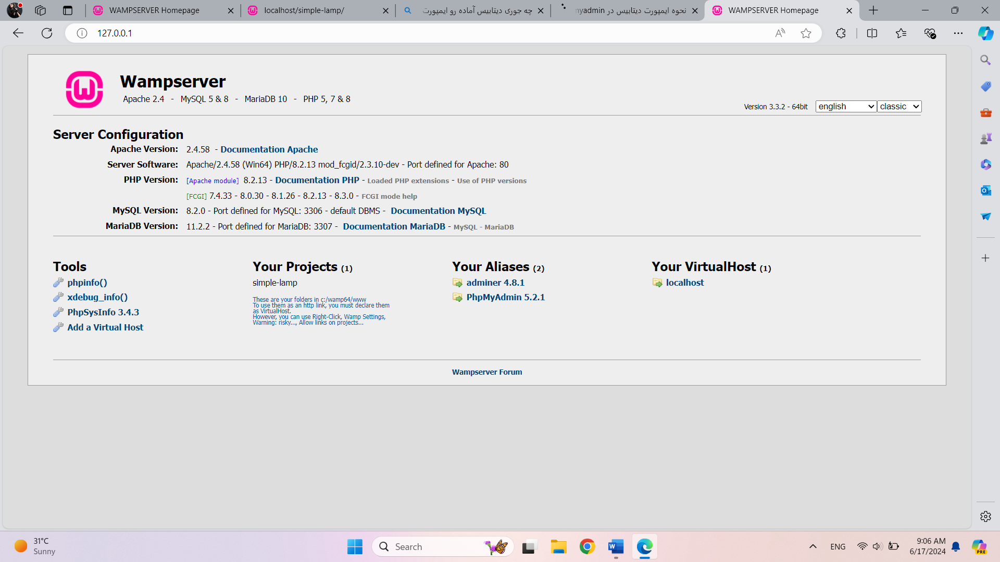 WAMPSERVER Homepage
localhost/simple-lamp/
چه جوری دیتابیس آماده رو ایمپورت
نحوه ایمپورت دیتابیس در myadmin
WAMPSERVER Homepage
127.0.0.1
Wampserver
Apache 2.4 - MySQL 5 & 8 - MariaDB 10 - PHP 5, 7 & 8
Version 3.3.2 - 64bit english classic
Server Configuration
Apache Version: 2.4.58 - Documentation Apache
Server Software: Apache/2.4.58 (Win64) PHP/8.2.13 mod_fcgid/2.3.10-dev - Port defined for Apache: 80
PHP Version: [Apache module] 8.2.13 - Documentation PHP - Loaded PHP extensions - Use of PHP versions
[FCGI] 7.4.33 - 8.0.30 - 8.1.26 - 8.2.13 - 8.3.0 - FCGI mode help
MySQL Version: 8.2.0 - Port defined for MySQL: 3306 - default DBMS - Documentation MySQL
MariaDB Version: 11.2.2 - Port defined for MariaDB: 3307 - Documentation MariaDB - MySQL - MariaDB
Tools
phpinfo()
xdebug_info()
PhpSysInfo 3.4.3
Add a Virtual Host
Your Projects (1)
simple-lamp
These are your folders in c:/wamp64/www
To use them as an http link, you must declare them
as VirtualHost.
However, you can use Right-Click, Wamp Settings,
Warning: risky..., Allow links on projects...
Your Aliases (2)
adminer 4.8.1
PhpMyAdmin 5.2.1
Your VirtualHost (1)
localhost
Wampserver Forum
31°C
Sunny
Search
ENG
9:06 AM
6/17/2024
PRE